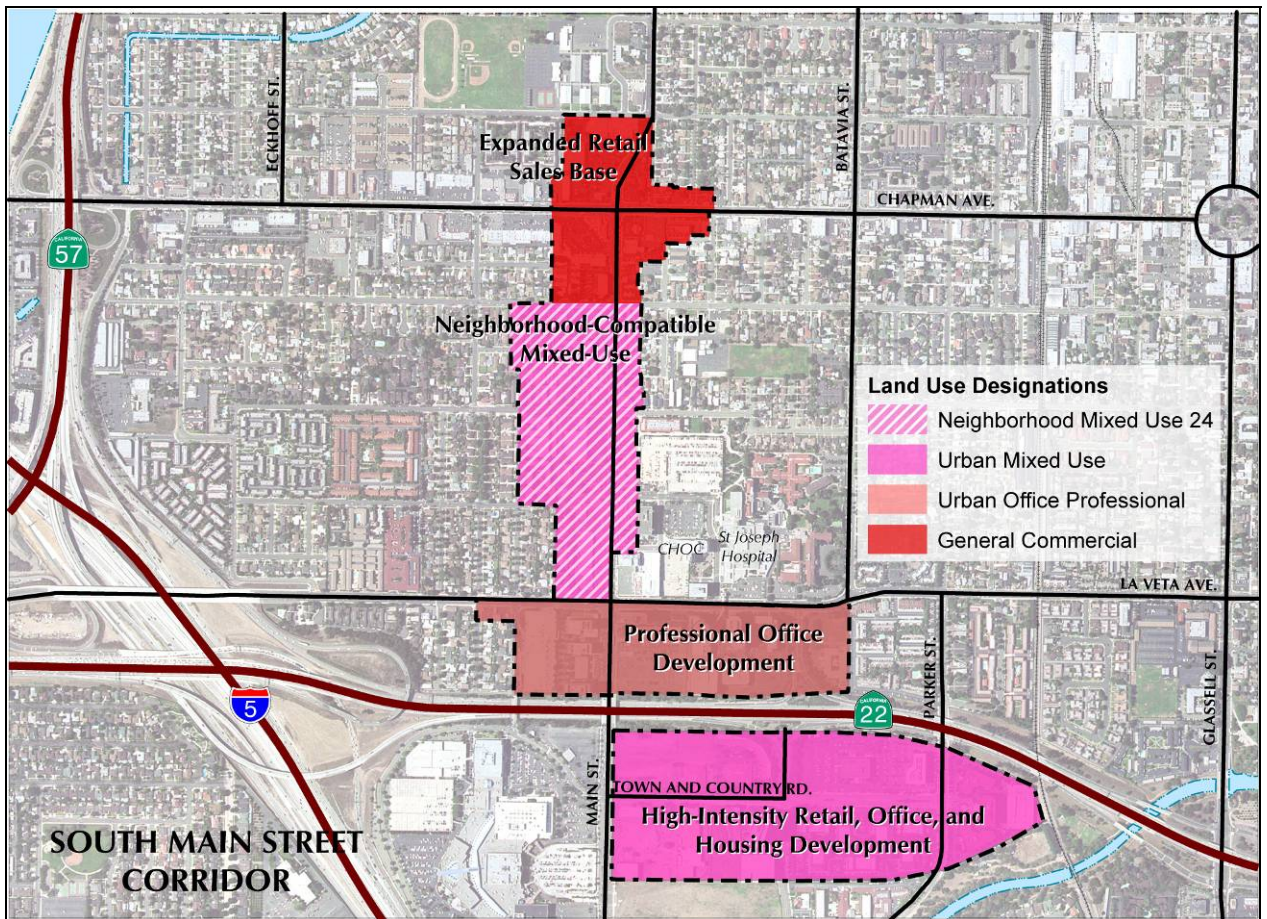 ECKHOFF ST.
BATAVIA ST.
Expanded Retail
Sales Base
CHAPMAN AVE.
CALIFORNIA
57
Neighborhood-Compatible
Mixed-Use
Land Use Designations
Neighborhood Mixed Use 24
Urban Mixed Use
Urban Office Professional
General Commercial
CHOC
St Joseph
Hospital
LA VETA AVE.
Professional Office
Development
PARKER ST.
GLASSELL ST.
5
CALIFORNIA
22
MAIN ST.
TOWN AND COUNTRY RD.
High-Intensity Retail, Office, and
Housing Development
SOUTH MAIN STREET
CORRIDOR